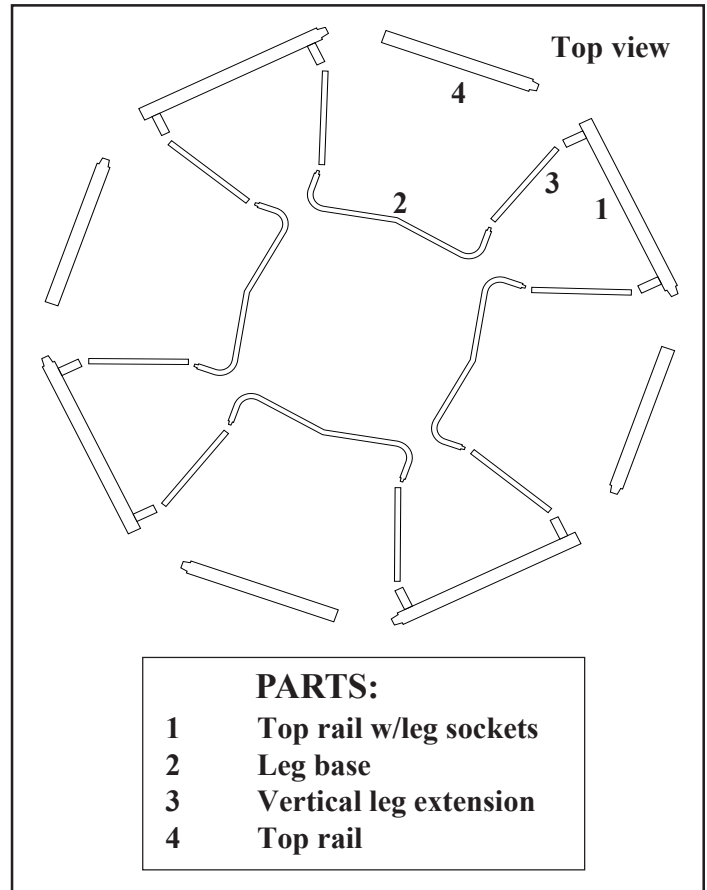 Top view
4
3
1
2
PARTS:
1 Top rail w/leg sockets
2 Leg base
3 Vertical leg extension
4 Top rail